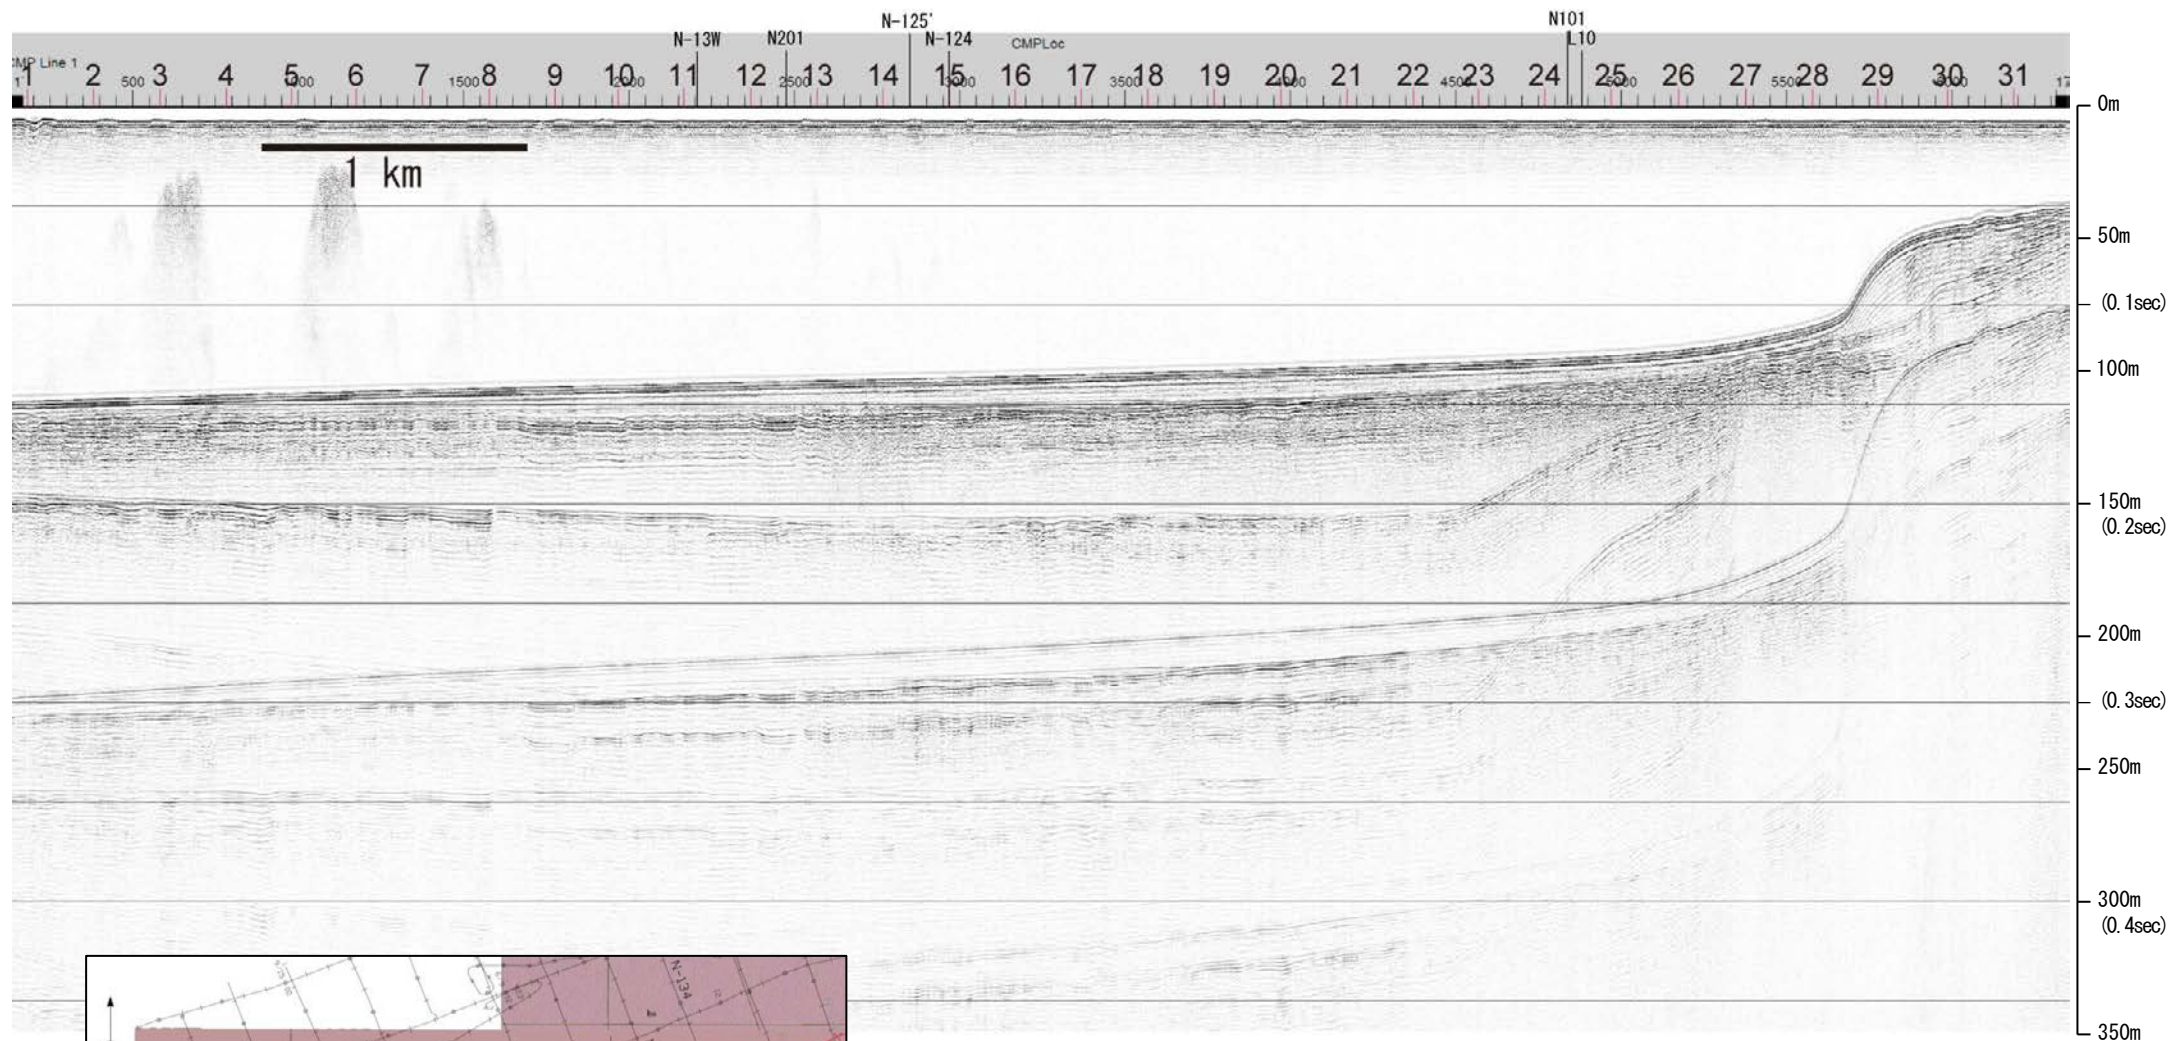 N-125' N101
N-13W N201 N-124 CMPLoc L10
CMP Line 1
1 2 3 4 5 6 7 8 9 10 11 12 13 14 15 16 17 18 19 20 21 22 23 24 25 26 27 28 29 30 31
500 1500 2000 2500 3000 3500 4000 4500 5000 5500 6000 17
0m
1 km
50m
(0.1sec)
100m
150m
(0.2sec)
200m
(0.3sec)
250m
300m
(0.4sec)
N-134
350m